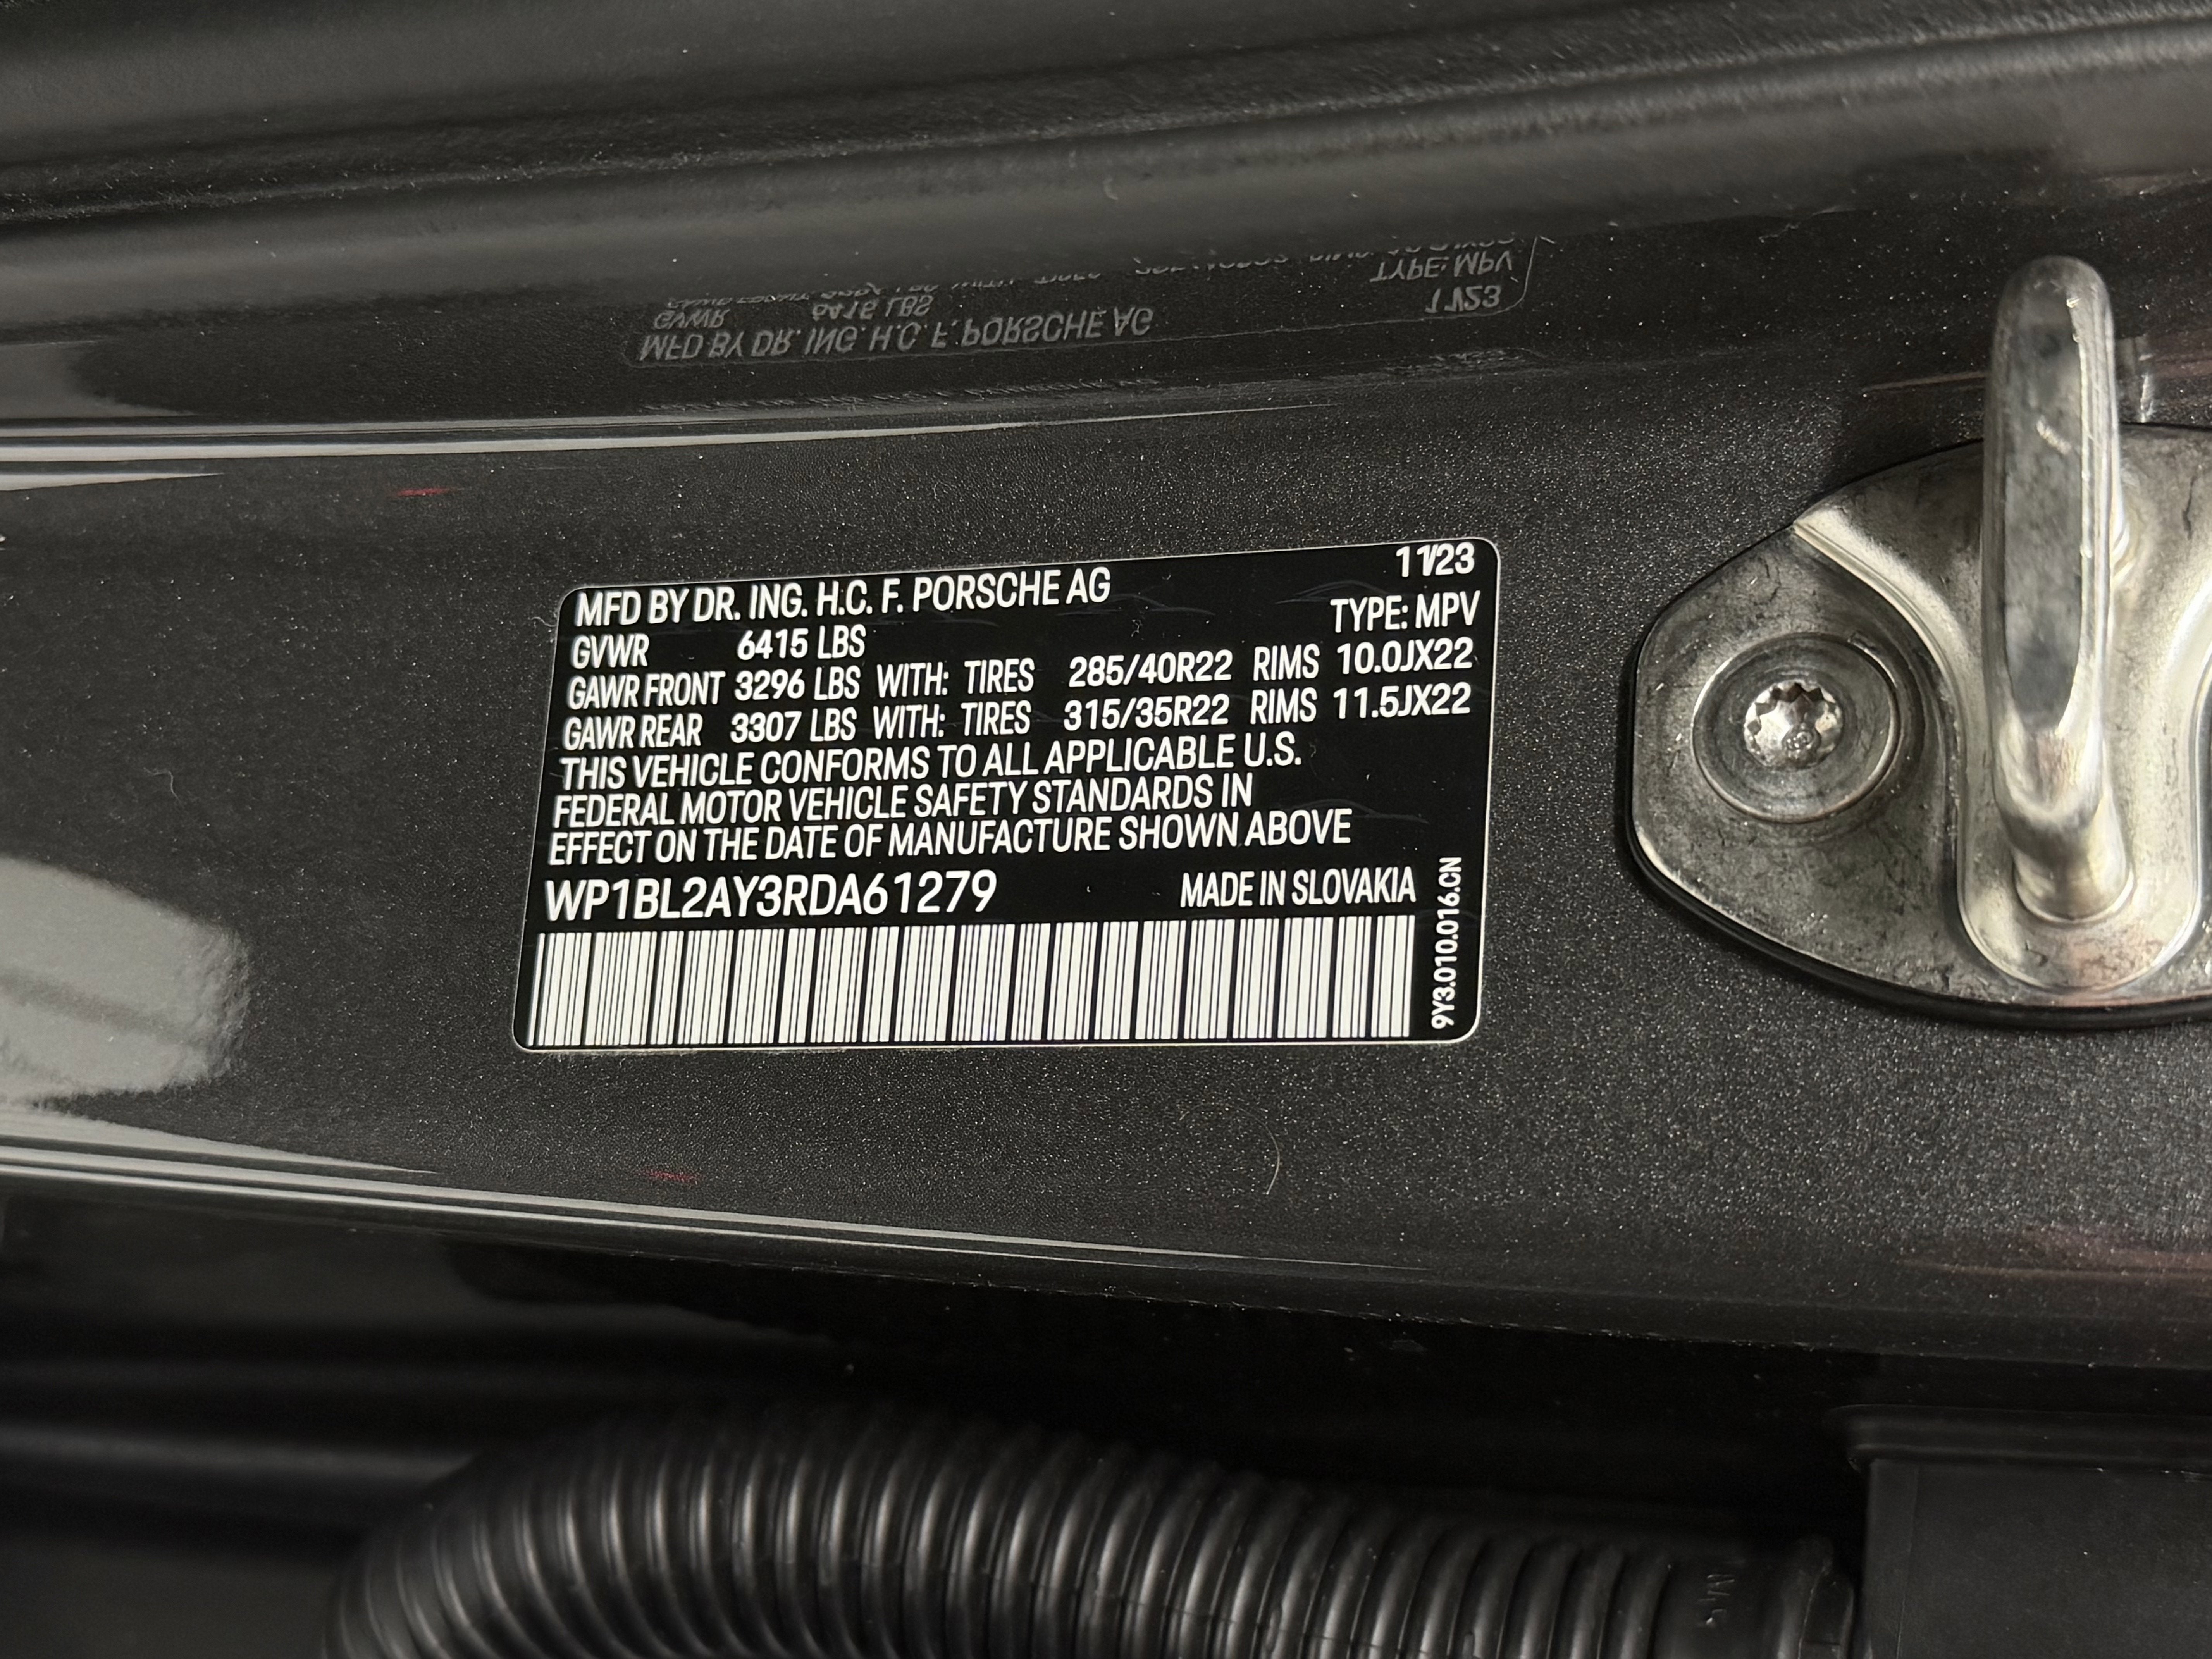 MFD BY DR. ING. H.C. F. PORSCHE AG 11/23
TYPE: MPV
GVWR 6415 LBS
GAWR FRONT 3296 LBS WITH: TIRES 285/40R22 RIMS 10.0JX22
GAWR REAR 3307 LBS WITH: TIRES 315/35R22 RIMS 11.5JX22
THIS VEHICLE CONFORMS TO ALL APPLICABLE U.S.
FEDERAL MOTOR VEHICLE SAFETY STANDARDS IN
EFFECT ON THE DATE OF MANUFACTURE SHOWN ABOVE
WP1BL2AY3RDA61279 MADE IN SLOVAKIA
9Y3.010.016.CN